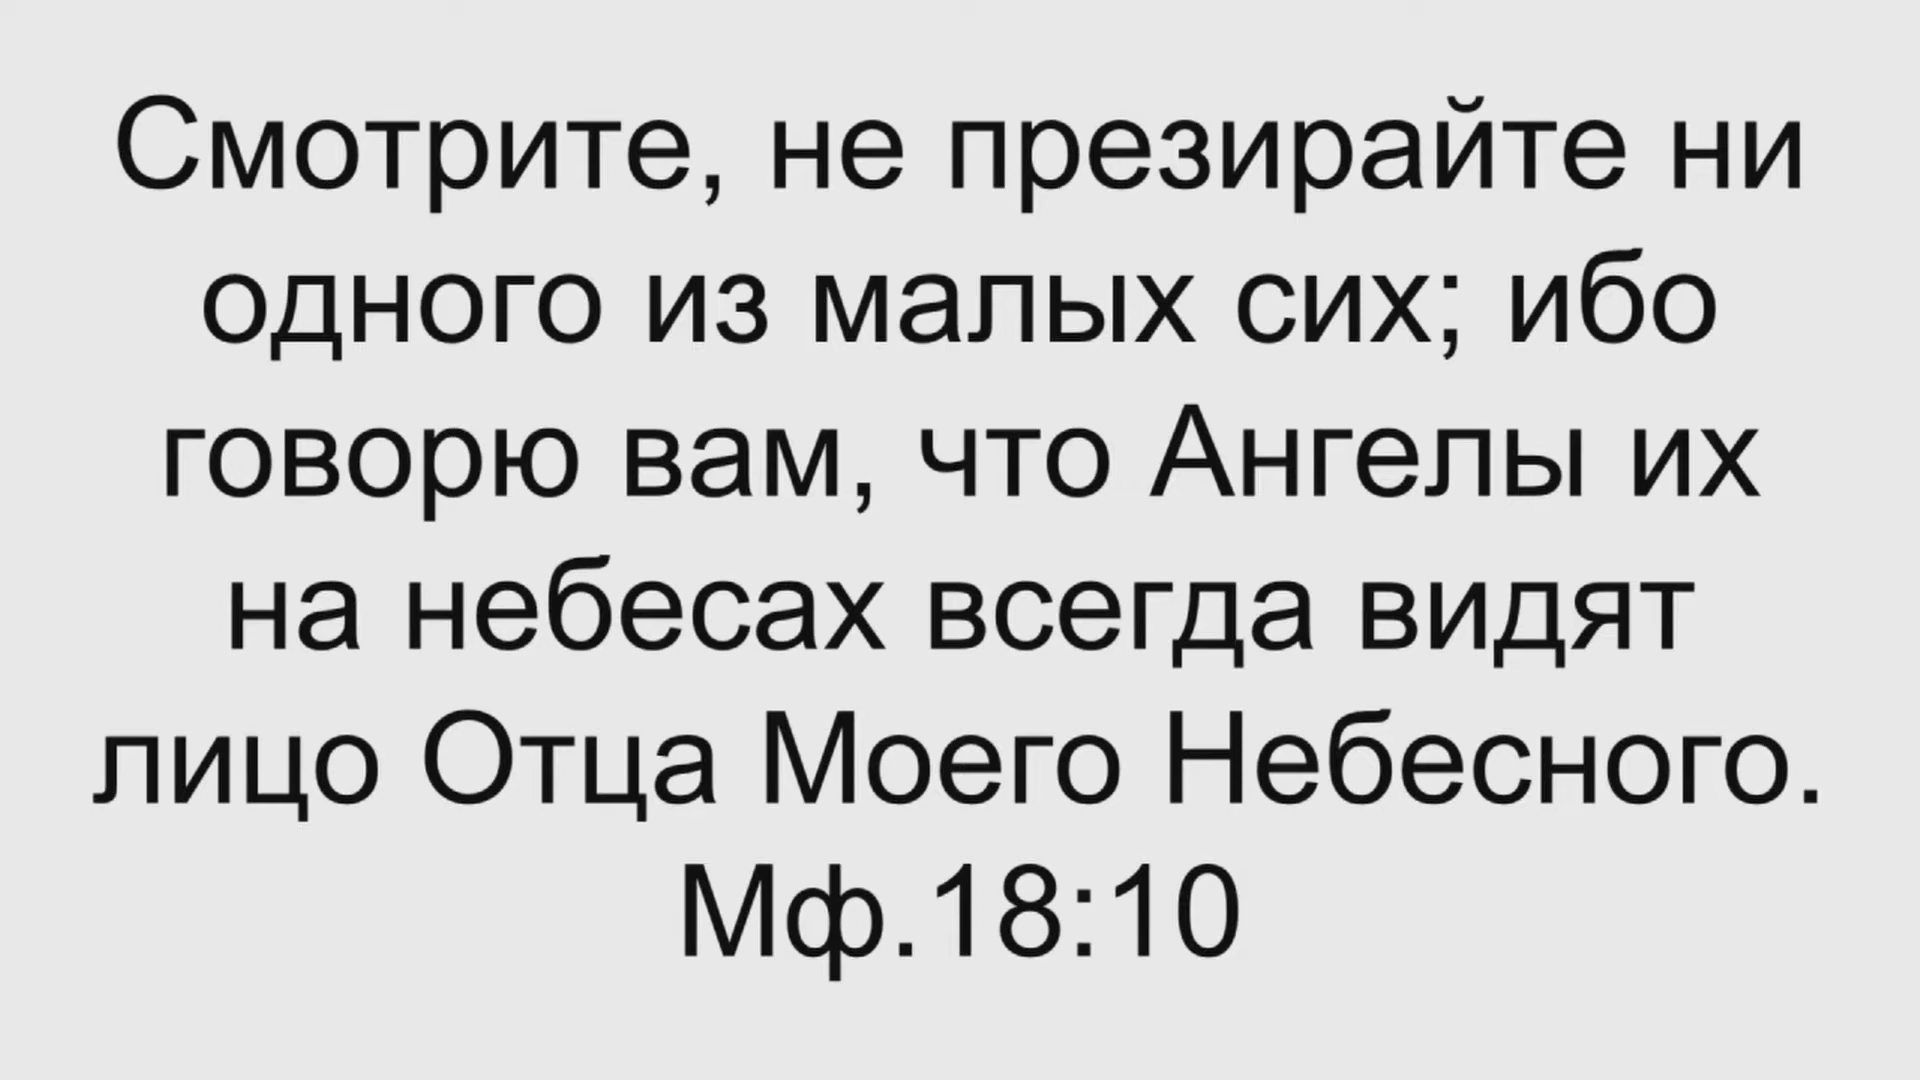 Смотрите, не презирайте ни
одного из малых сих; ибо
говорю вам, что Ангелы их
на небесах всегда видят
лицо Отца Моего Небесного.
Мф.18:10